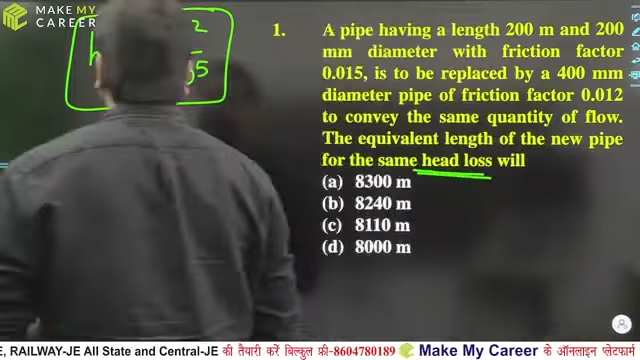 MAKE MY
CAREER
2
h
5
1. A pipe having a length 200 m and 200
mm diameter with friction factor
0.015, is to be replaced by a 400 mm
diameter pipe of friction factor 0.012
to convey the same quantity of flow.
The equivalent length of the new pipe
for the same head loss will
(a) 8300 m
(b) 8240 m
(c) 8110 m
(d) 8000 m
E, RAILWAY-JE All State and Central-JE की तैयारी करें बिल्कुल फ्री-8604780189 Make My Career के ऑनलाइन प्लेटफार्म